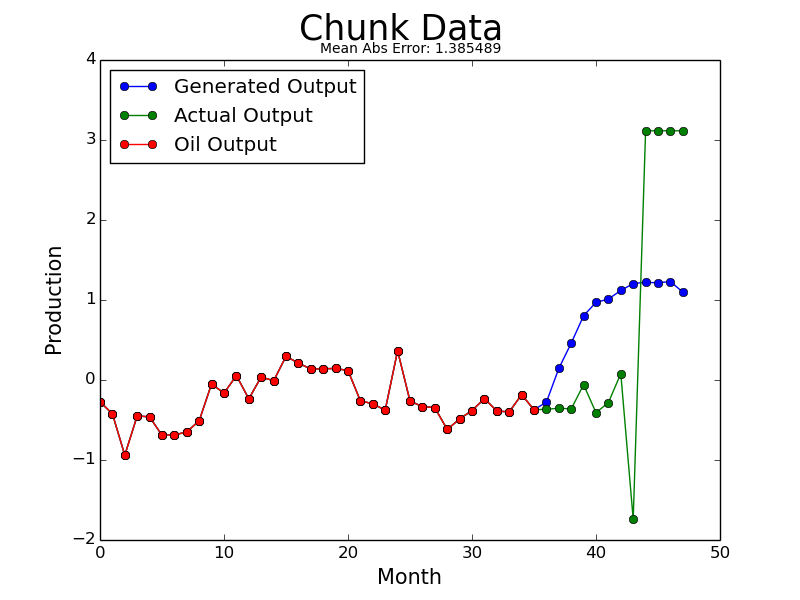 Chunk Data
Mean Abs Error: 1.385489
Generated Output
Actual Output
Oil Output
4
3
2
1
0
−1
−2
Production
0 10 20 30 40 50
Month